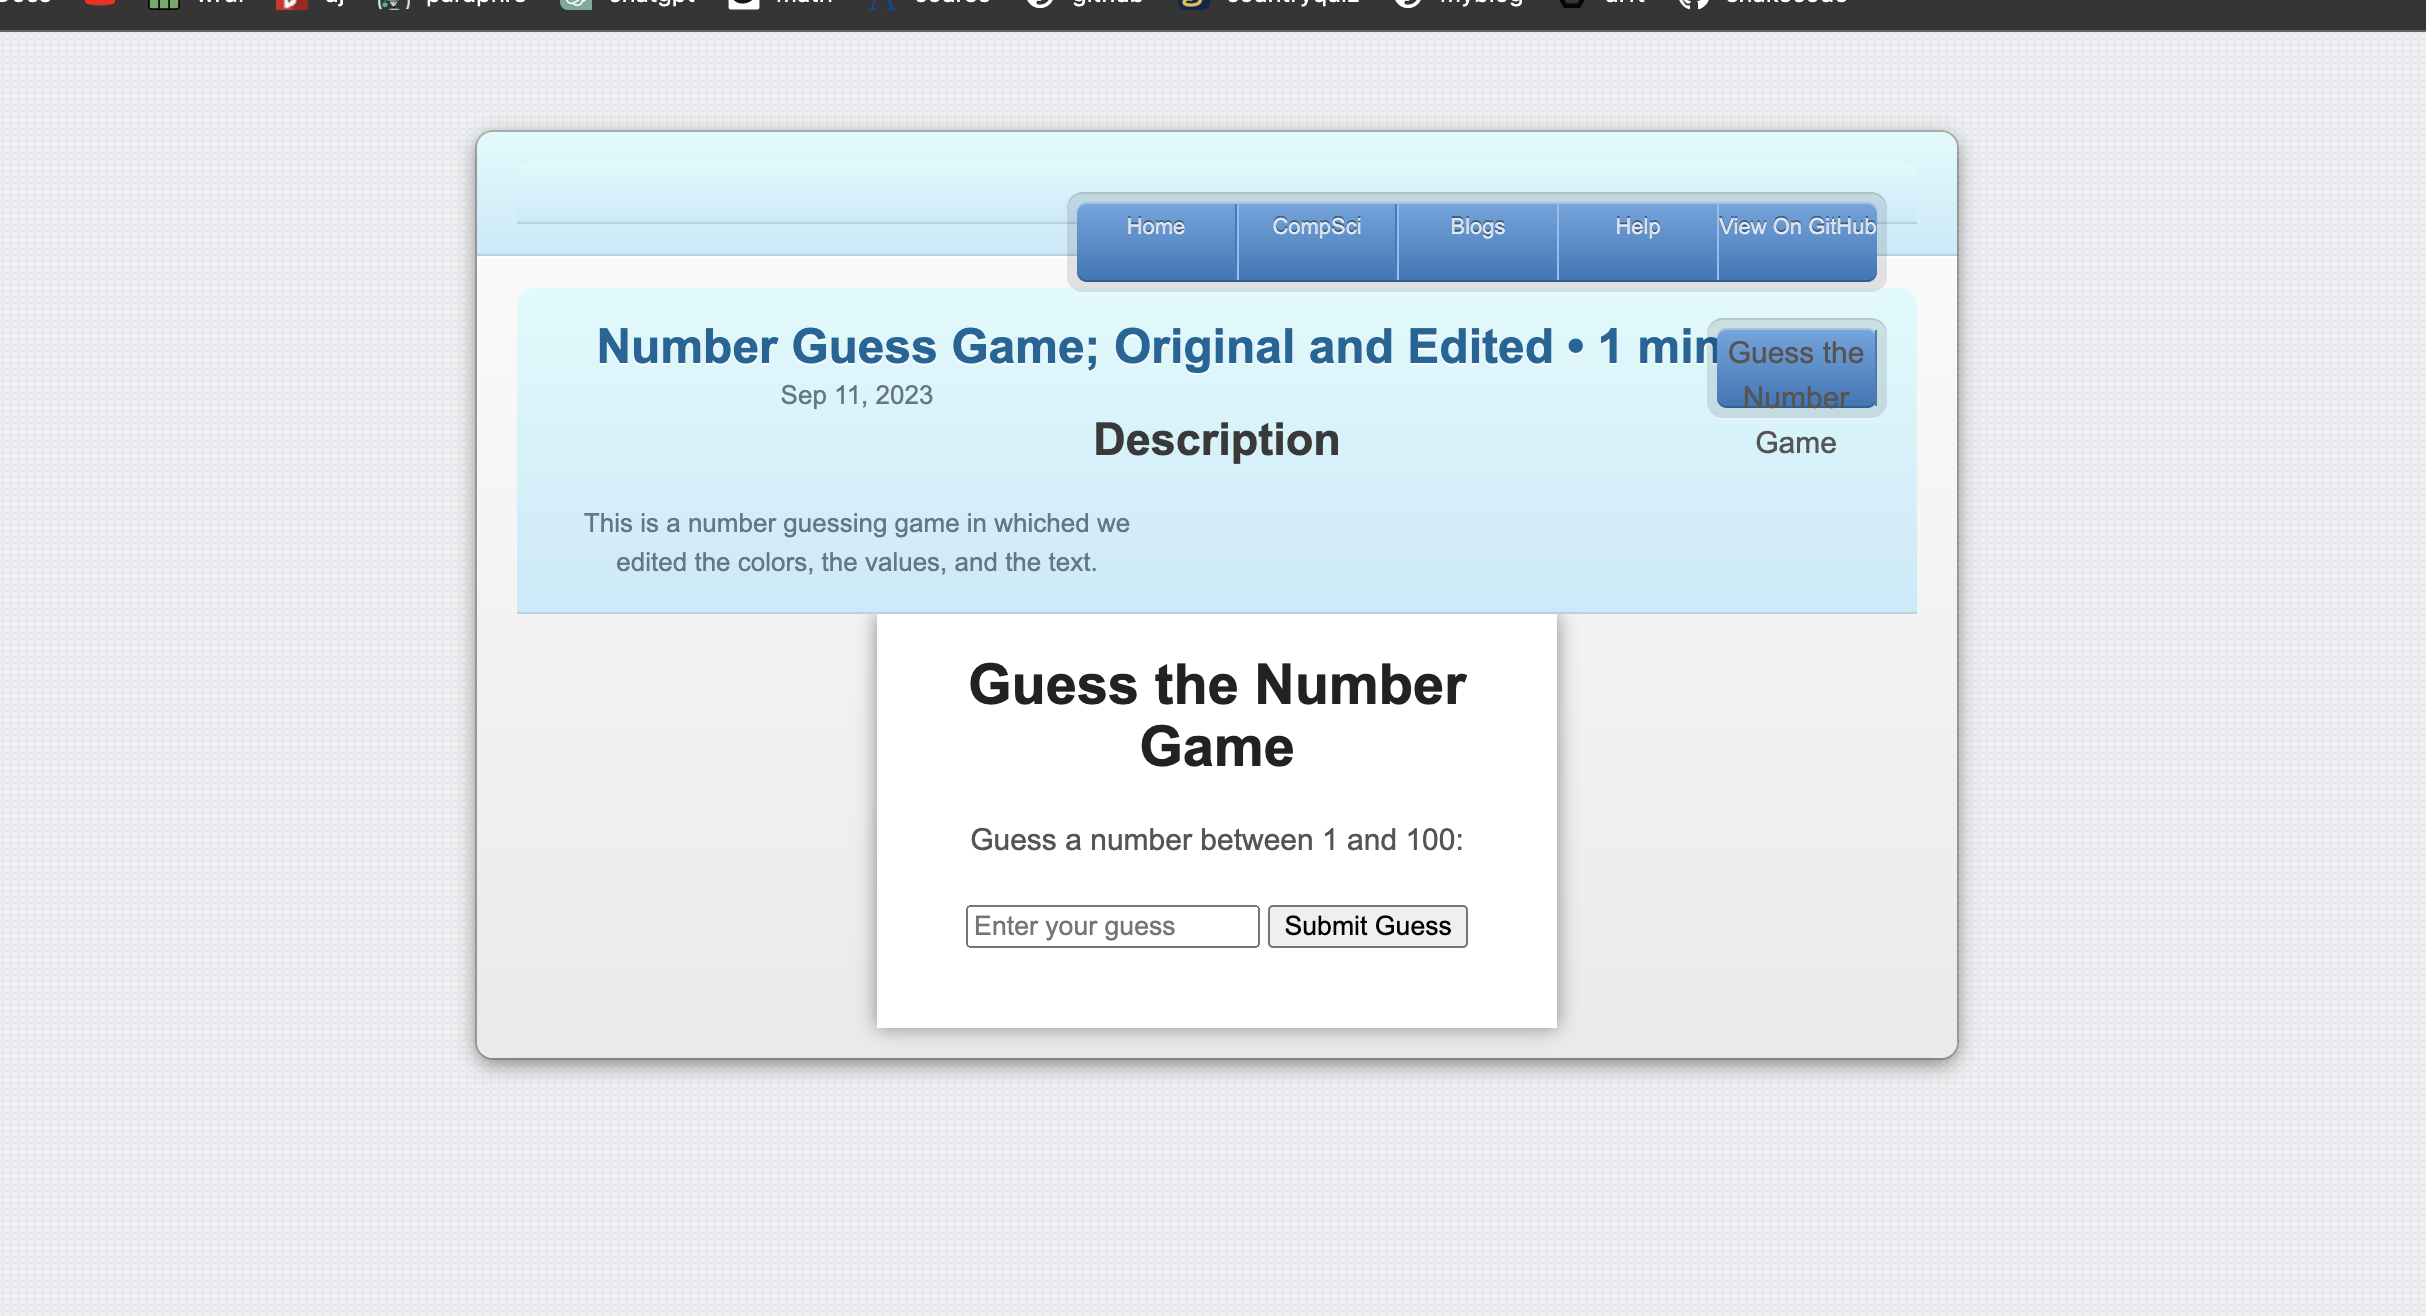 Home CompSci Blogs Help View On GitHub
Number Guess Game; Original and Edited • 1 min
Sep 11, 2023
Guess the
Number
Game
Description
This is a number guessing game in whiched we
edited the colors, the values, and the text.
Guess the Number
Game
Guess a number between 1 and 100:
Enter your guess Submit Guess